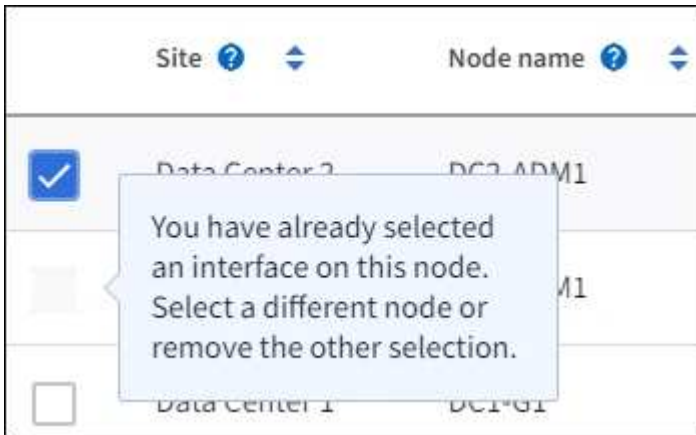 Site ? Node name ?
Data Center 2 DC2-ADM1
You have already selected
an interface on this node.
Select a different node or
remove the other selection.
M1
Data Center 1 DC1-G1